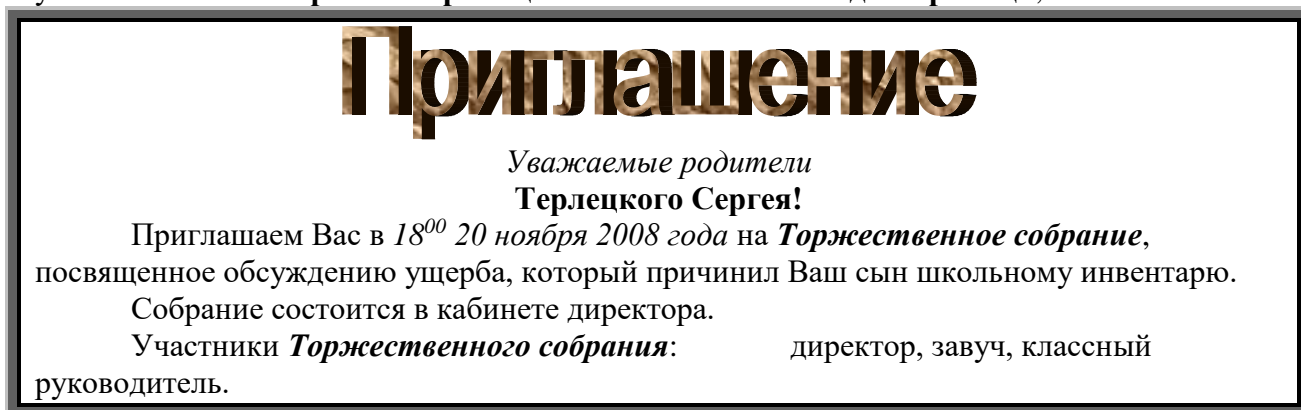 Приглашение
Уважаемые родители
Терлецкого Сергея!
Приглашаем Вас в 18⁰⁰ 20 ноября 2008 года на Торжественное собрание,
посвященное обсуждению ущерба, который причинил Ваш сын школьному инвентарю.
Собрание состоится в кабинете директора.
Участники Торжественного собрания: директор, завуч, классный
руководитель.